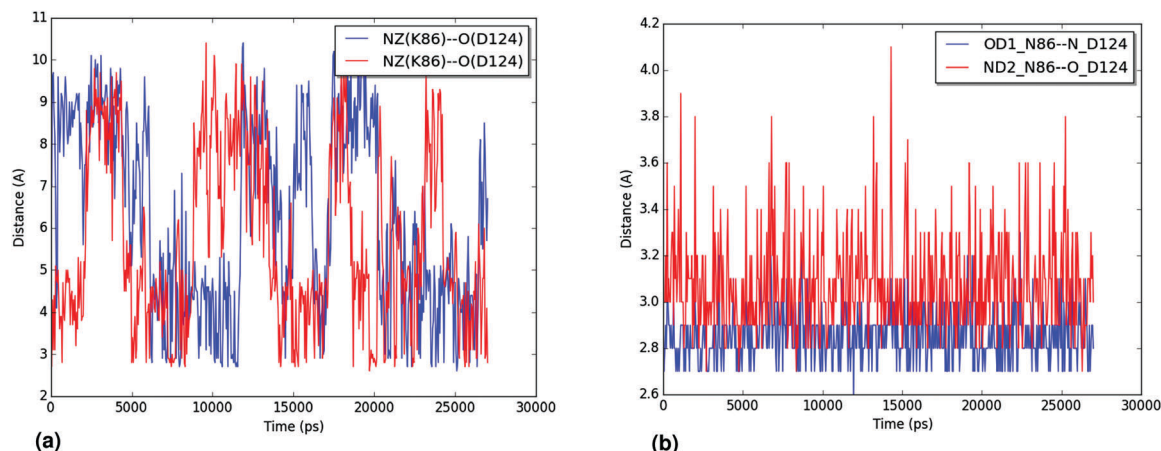 11
10
9
8
7
6
5
4
3
2
Distance (A)
NZ(K86)--O(D124)
NZ(K86)--O(D124)
0 5000 10000 15000 20000 25000 30000
Time (ps)
(a)
4.2
4.0
3.8
3.6
3.4
3.2
3.0
2.8
2.6
Distance (A)
OD1_N86--N_D124
ND2_N86--O_D124
0 5000 10000 15000 20000 25000 30000
Time (ps)
(b)